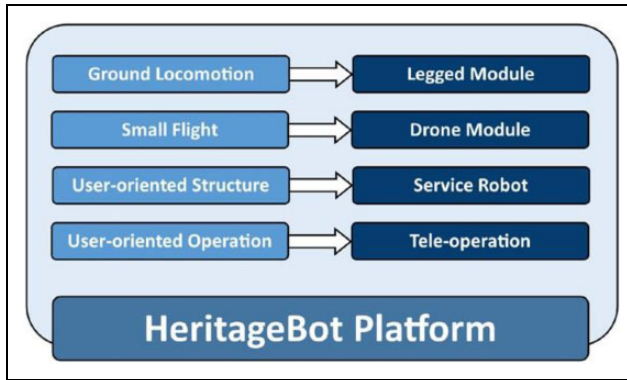 Ground Locomotion Legged Module
Small Flight Drone Module
User-oriented Structure Service Robot
User-oriented Operation Tele-operation
HeritageBot Platform